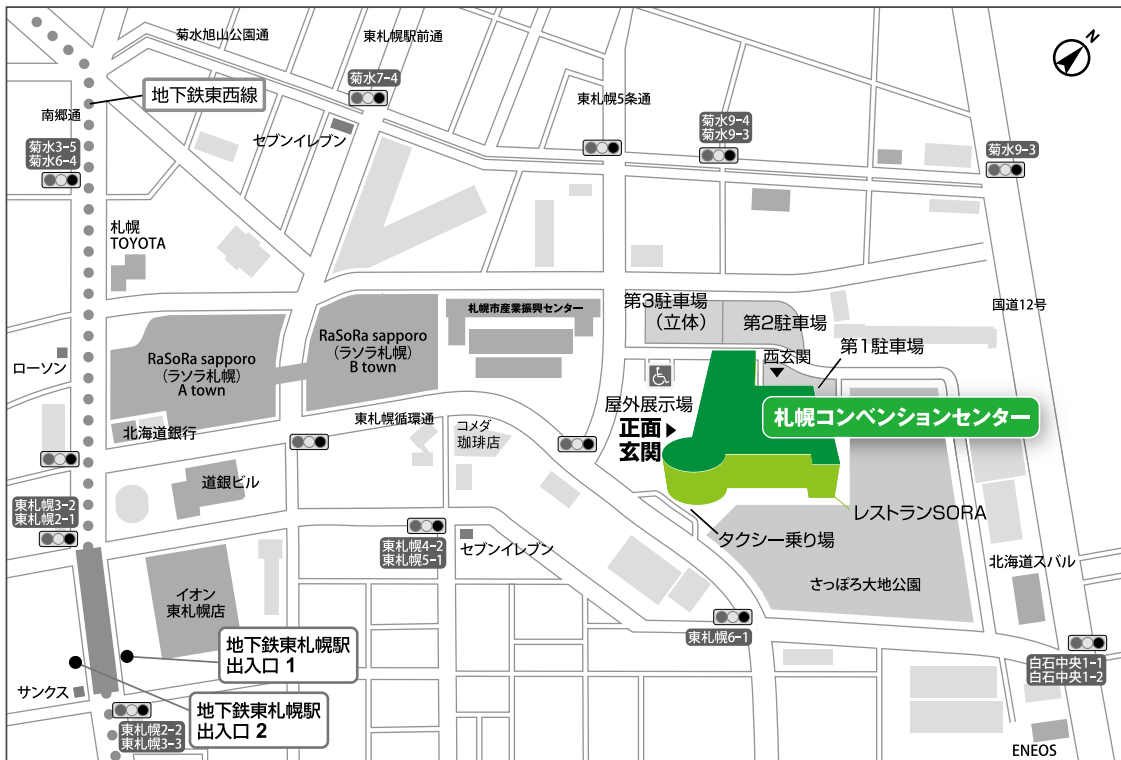 菊水旭山公園通
東札幌駅前通
N
菊水7-4
地下鉄東西線
東札幌5条通
南郷通
菊水9-4
菊水9-3
セブンイレブン
菊水3-5
菊水6-4
菊水9-3
札幌
TOYOTA
第3駐車場
(立体)
札幌市産業振興センター
国道12号
第2駐車場
RaSoRa sapporo
(ラソラ札幌)
B town
第1駐車場
RaSoRa sapporo
(ラソラ札幌)
A town
西玄関
ローソン
屋外展示場
東札幌循環通
札幌コンベンションセンター
コメダ
珈琲店
正面
玄関
北海道銀行
道銀ビル
東札幌3-2
東札幌2-1
レストランSORA
タクシー乗り場
東札幌4-2
東札幌5-1
セブンイレブン
北海道スバル
さっぽろ大地公園
イオン
東札幌店
東札幌6-1
地下鉄東札幌駅
出入口 1
白石中央1-1
白石中央1-2
サンクス
地下鉄東札幌駅
出入口 2
東札幌2-2
東札幌3-3
ENEOS